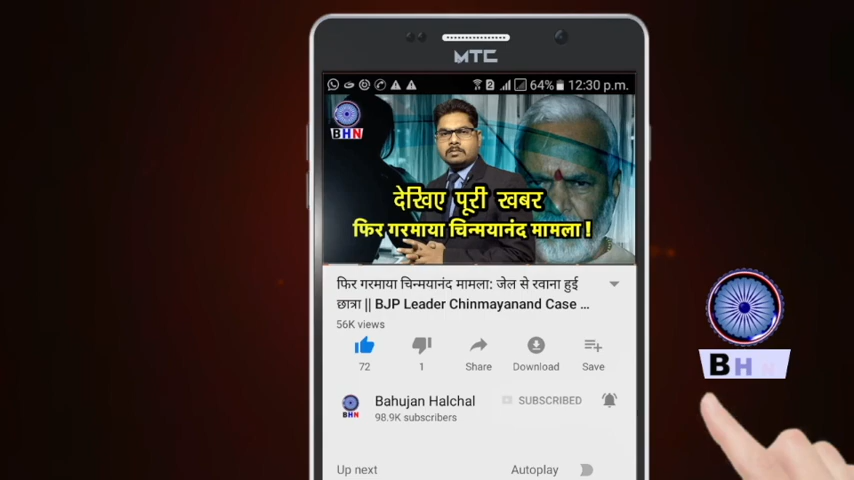 MTC
64% 12:30 p.m.
BHN
देखिए पूरी खबर
फिर गरमाया चिन्मयानंद मामला !
फिर गरमाया चिन्मयानंद मामला: जेल से रवाना हुई
छात्रा || BJP Leader Chinmayanand Case ...
56K views
72 1 Share Download Save
Bahujan Halchal SUBSCRIBED
98.9K subscribers
Up next Autoplay
BHN